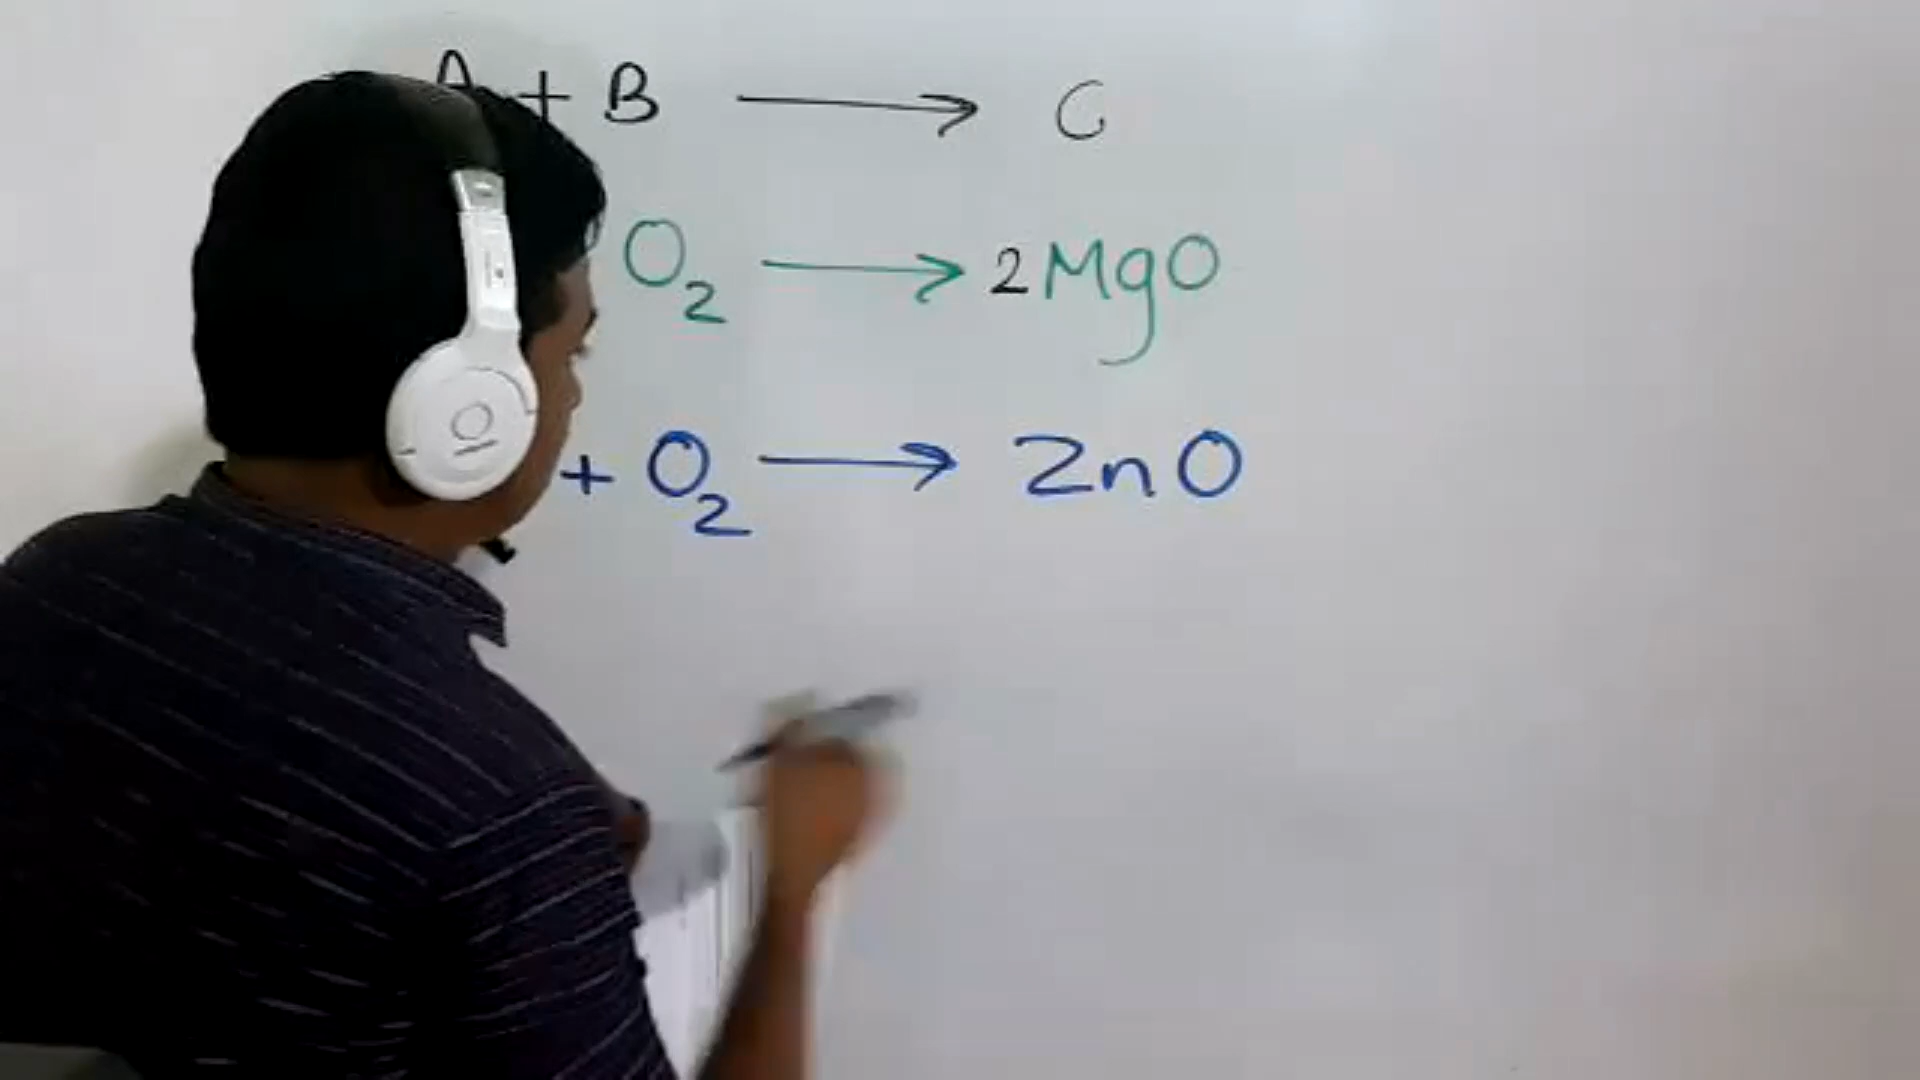 A + B → C
O₂ → 2MgO
+ O₂ → ZnO